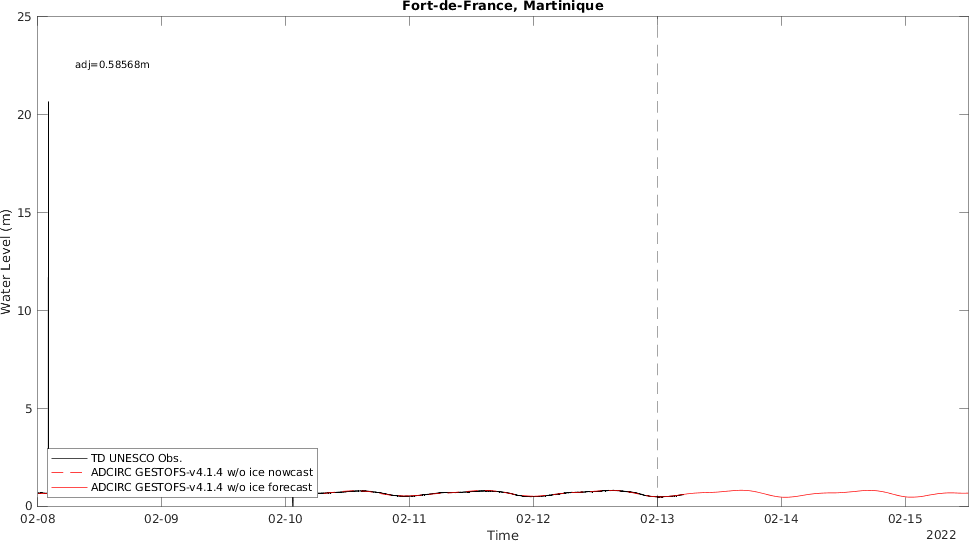 Fort-de-France, Martinique
25
adj=0.58568m
20
15
Water Level (m)
10
5
TD UNESCO Obs.
ADCIRC GESTOFS-v4.1.4 w/o ice nowcast
ADCIRC GESTOFS-v4.1.4 w/o ice forecast
0
02-08 02-09 02-10 02-11 02-12 02-13 02-14 02-15
Time
2022